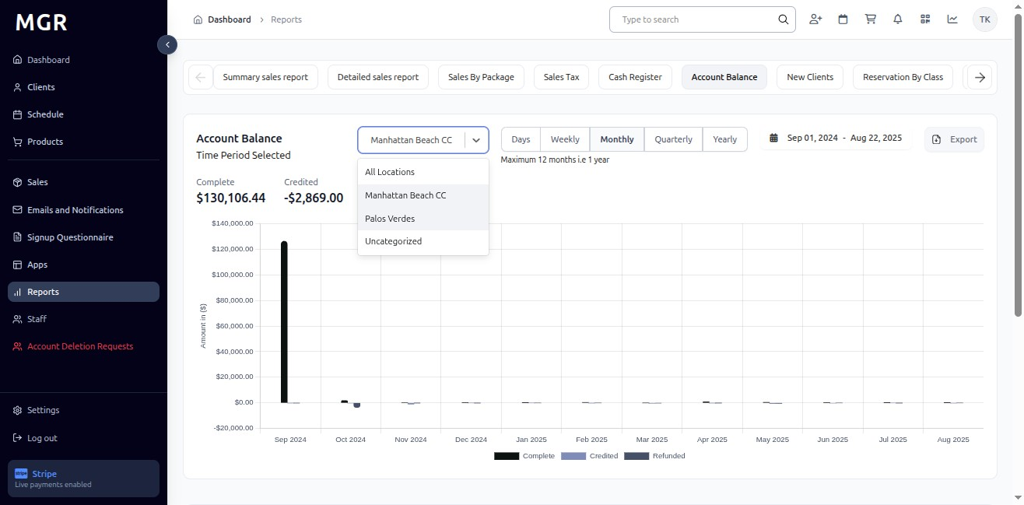 MGR
Dashboard
Clients
Schedule
Products
Sales
Emails and Notifications
Signup Questionnaire
Apps
Reports
Staff
Account Deletion Requests
Settings
Log out
stripe Stripe
Live payments enabled
Dashboard > Reports
Type to search
TK
Summary sales report Detailed sales report Sales By Package Sales Tax Cash Register Account Balance New Clients Reservation By Class
Account Balance
Time Period Selected
Manhattan Beach CC
Days Weekly Monthly Quarterly Yearly
Maximum 12 months i.e 1 year
Sep 01, 2024 - Aug 22, 2025
Export
All Locations
Manhattan Beach CC
Palos Verdes
Uncategorized
Complete Credited
$130,106.44 -$2,869.00
Amount in ($)
$140,000.00
$120,000.00
$100,000.00
$80,000.00
$60,000.00
$40,000.00
$20,000.00
$0.00
-$20,000.00
Sep 2024 Oct 2024 Nov 2024 Dec 2024 Jan 2025 Feb 2025 Mar 2025 Apr 2025 May 2025 Jun 2025 Jul 2025 Aug 2025
Complete Credited Refunded